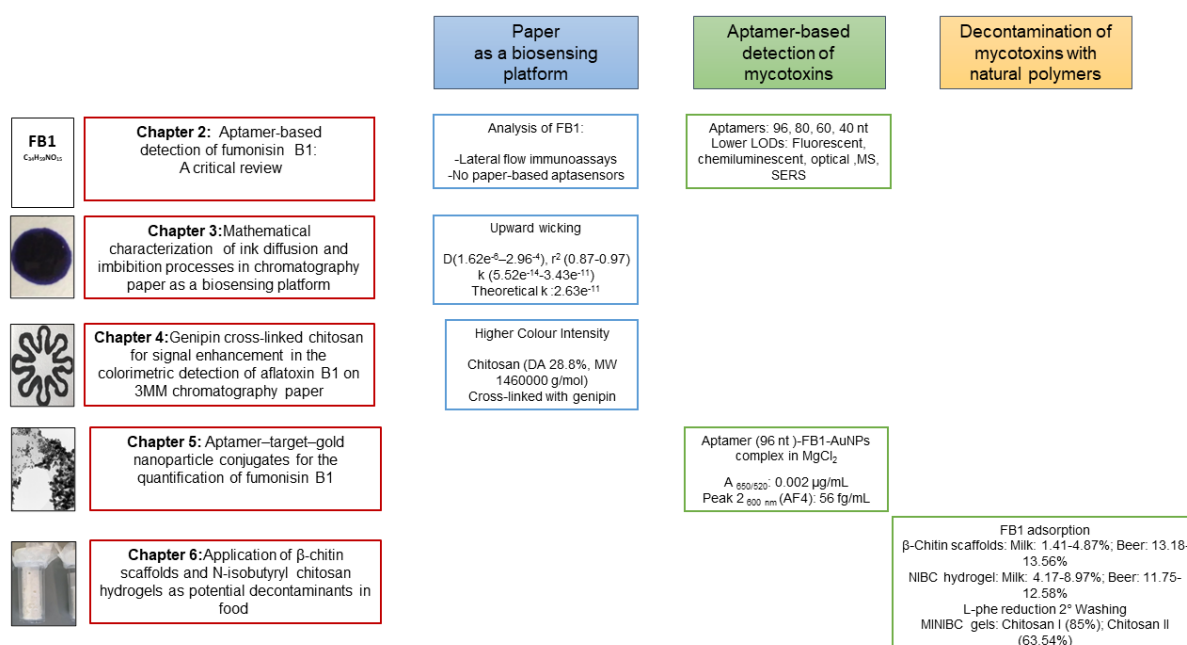 Paper
as a biosensing
platform
Aptamer-based
detection of
mycotoxins
Decontamination of
mycotoxins with
natural polymers
FB1
C₃₄H₅₉NO₁₅
Chapter 2: Aptamer-based
detection of fumonisin B1:
A critical review
Analysis of FB1:
-Lateral flow immunoassays
-No paper-based aptasensors
Aptamers: 96, 80, 60, 40 nt
Lower LODs: Fluorescent,
chemiluminescent, optical ,MS,
SERS
Chapter 3:Mathematical
characterization of ink diffusion and
imbibition processes in chromatography
paper as a biosensing platform
Upward wicking
D(1.62e⁻⁶–2.96⁻⁴), r² (0.87-0.97)
k (5.52e⁻¹⁴-3.43e⁻¹¹)
Theoretical k :2.63e⁻¹¹
Chapter 4:Genipin cross-linked chitosan
for signal enhancement in the
colorimetric detection of aflatoxin B1 on
3MM chromatography paper
Higher Colour Intensity
Chitosan (DA 28.8%, MW
1460000 g/mol)
Cross-linked with genipin
Chapter 5: Aptamer–target–gold
nanoparticle conjugates for the
quantification of fumonisin B1
Aptamer (96 nt )-FB1-AuNPs
complex in MgCl₂
A ₆₅₀/₅₂₀: 0.002 µg/mL
Peak 2 ₆₀₀ ₙₘ (AF4): 56 fg/mL
Chapter 6:Application of β-chitin
scaffolds and N-isobutyryl chitosan
hydrogels as potential decontaminants in
food
FB1 adsorption
β-Chitin scaffolds: Milk: 1.41-4.87%; Beer: 13.18-
13.56%
NIBC hydrogel: Milk: 4.17-8.97%; Beer: 11.75-
12.58%
L-phe reduction 2° Washing
MINIBC gels: Chitosan I (85%); Chitosan II
(63.54%)